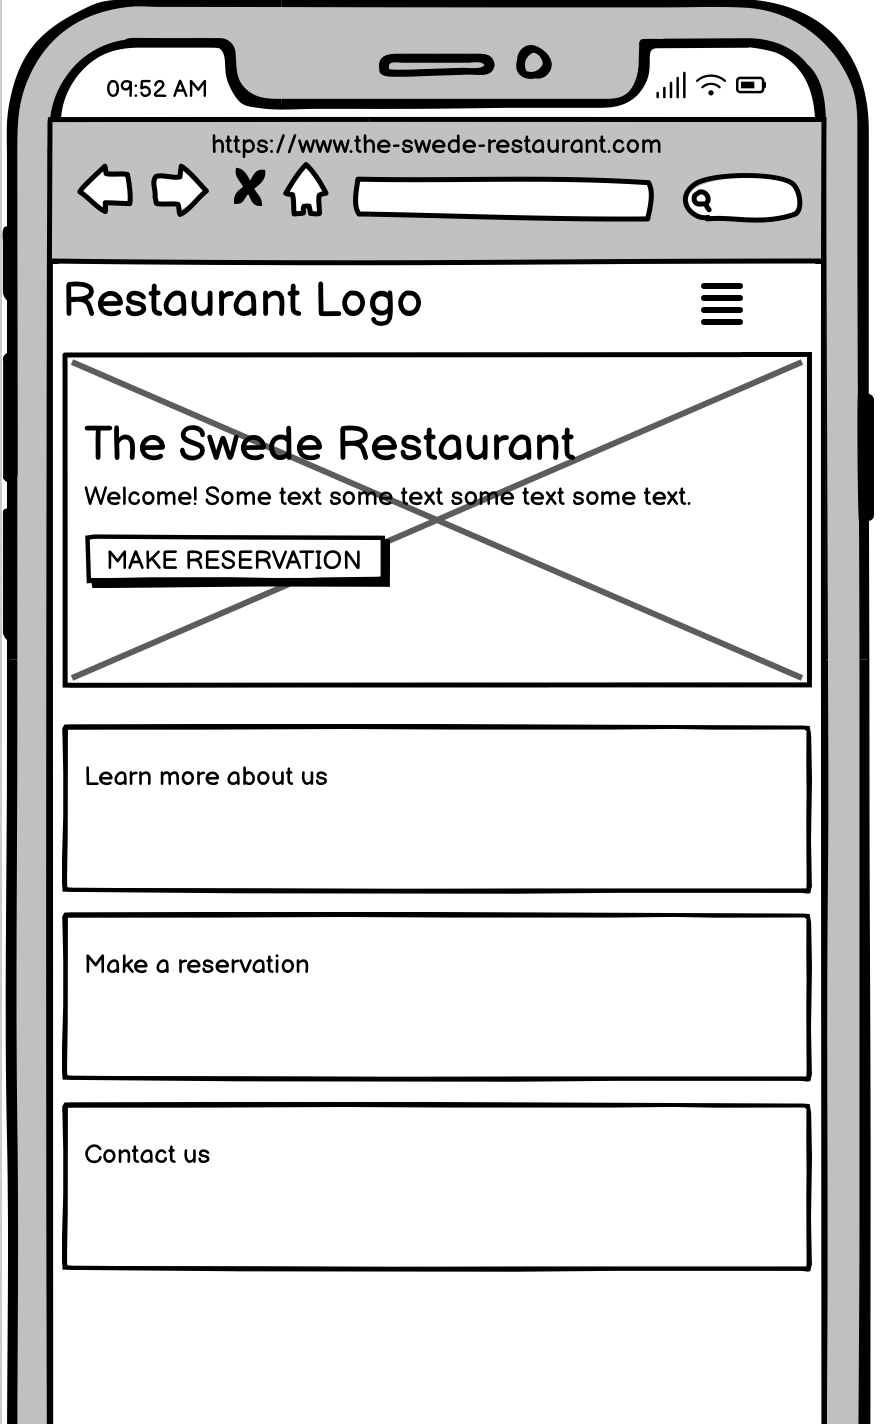 09:52 AM
https://www.the-swede-restaurant.com
Restaurant Logo
The Swede Restaurant
Welcome! Some text some text some text some text.
MAKE RESERVATION
Learn more about us
Make a reservation
Contact us